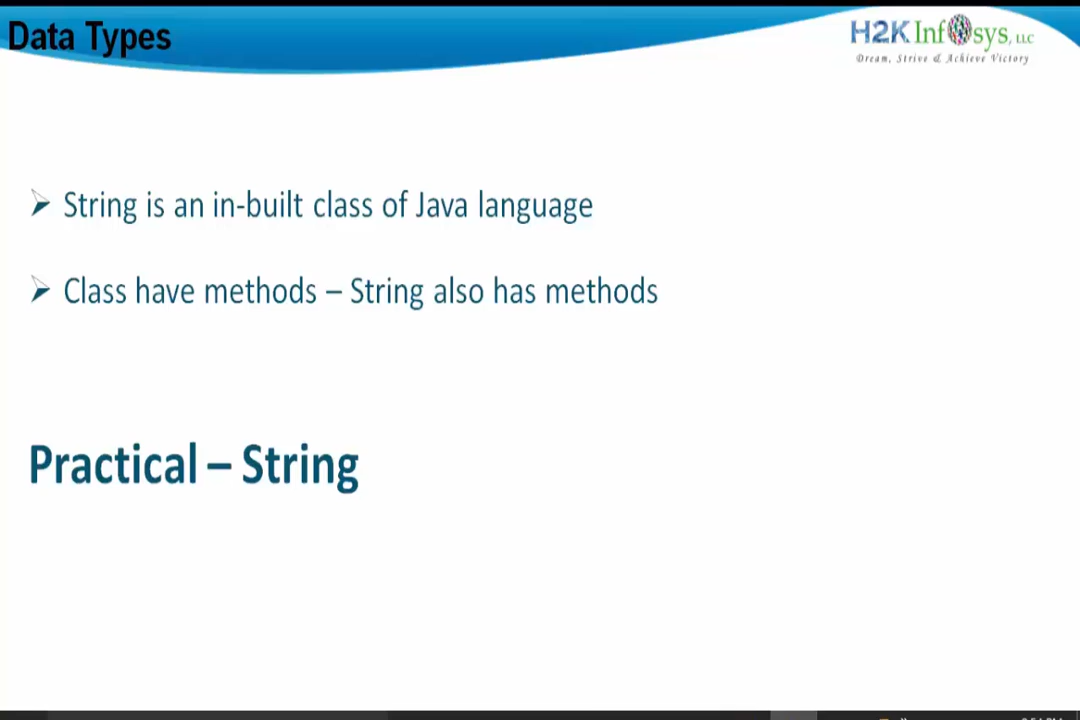 Data Types
H2K Infosys, LLC
Dream, Strive & Achieve Victory
String is an in-built class of Java language
Class have methods – String also has methods
Practical – String